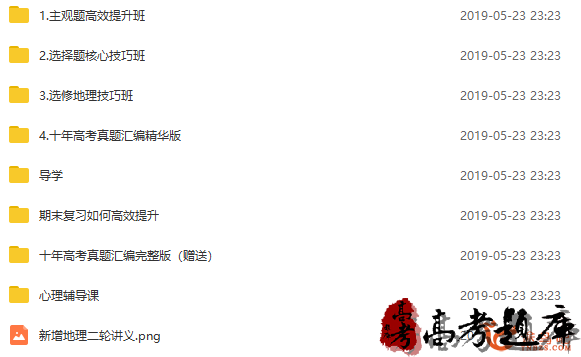 1.主观题高效提升班 2019-05-23 23:23
2.选择题核心技巧班 2019-05-23 23:23
3.选修地理技巧班 2019-05-23 23:23
4.十年高考真题汇编精华版 2019-05-23 23:23
导学 2019-05-23 23:23
期末复习如何高效提升 2019-05-23 23:23
十年高考真题汇编完整版（赠送） 2019-05-23 23:23
心理辅导课 2019-05-23 23:23
新增地理二轮讲义.png
高考 高考题库